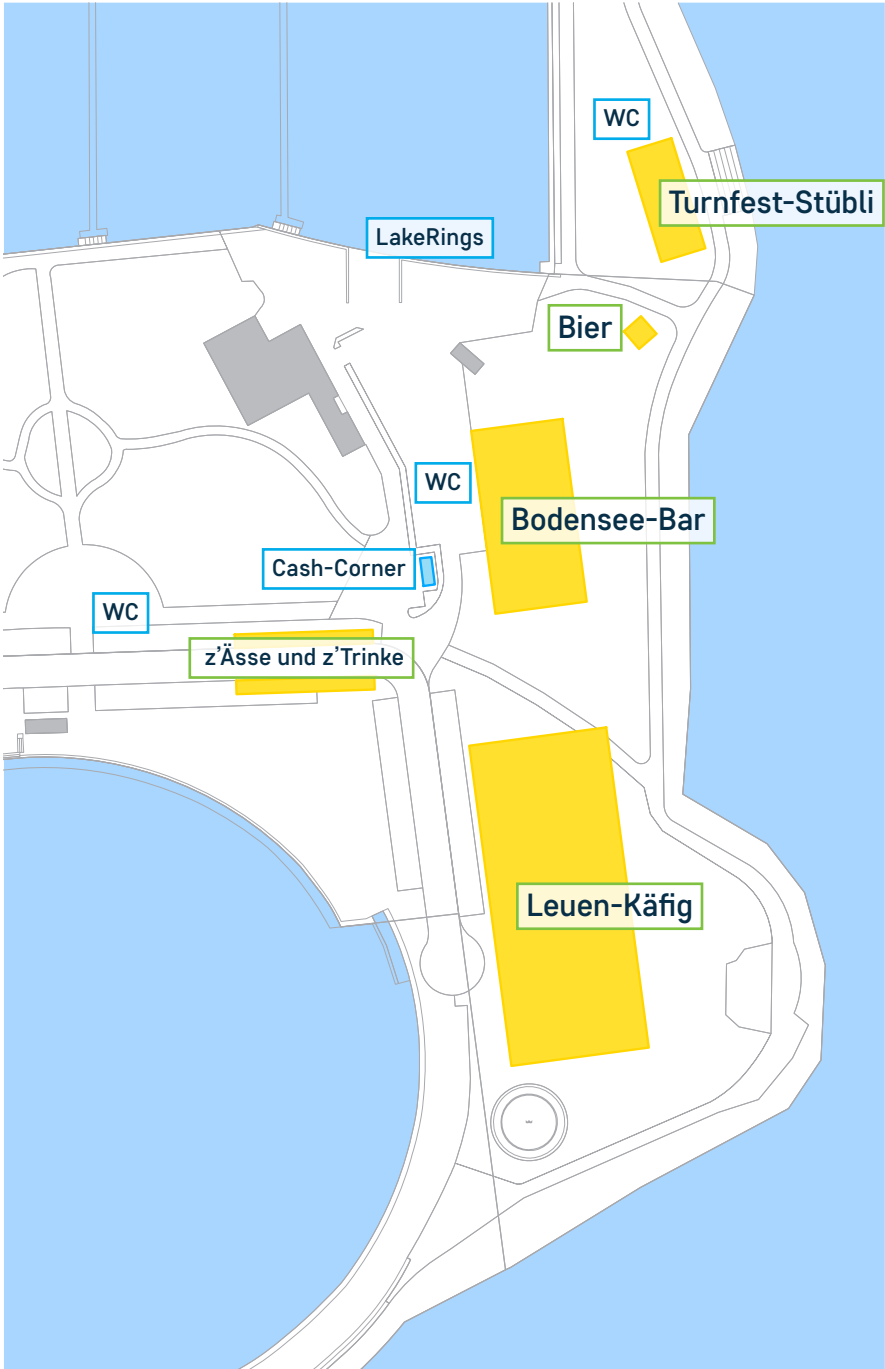 WC
Turnfest-Stübli
LakeRings
Bier
WC
Bodensee-Bar
Cash-Corner
WC
z'Ässe und z'Trinke
Leuen-Käfig